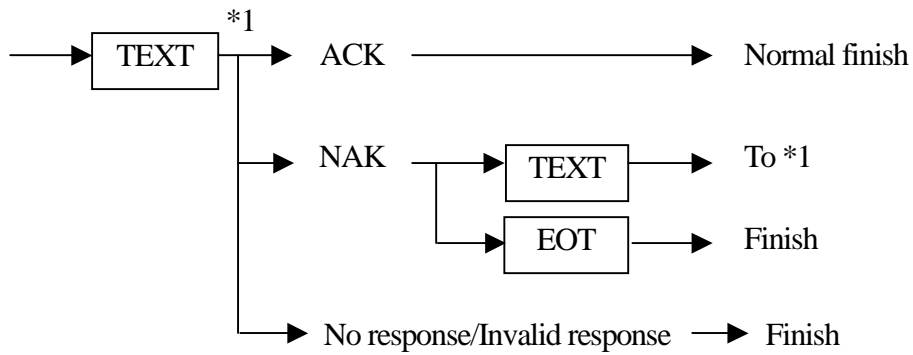 *1
TEXT ACK Normal finish
NAK TEXT To *1
EOT Finish
No response/Invalid response Finish